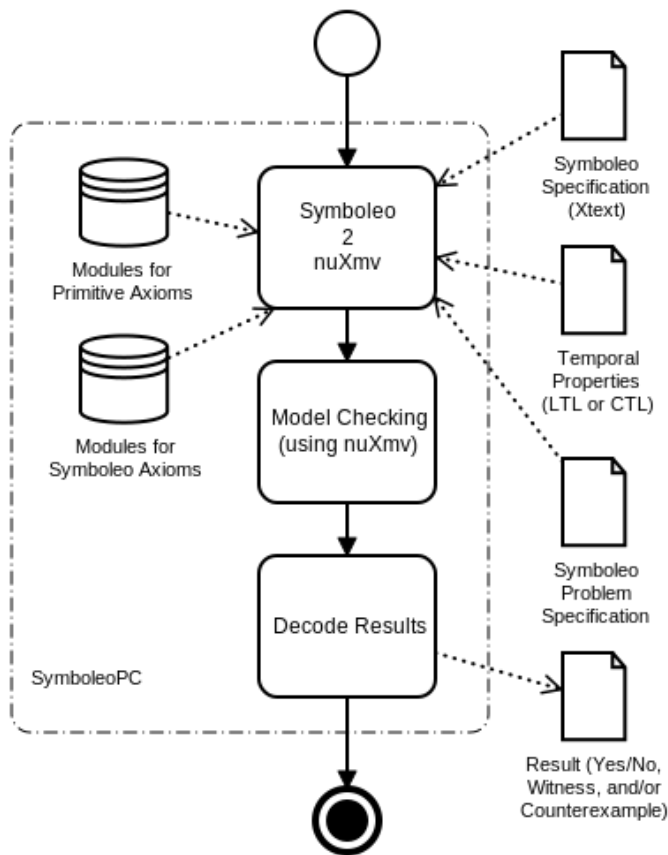 Symboleo
Specification
(Xtext)
Symboleo
2
nuXmv
Modules for
Primitive Axioms
Temporal
Properties
(LTL or CTL)
Model Checking
(using nuXmv)
Modules for
Symboleo Axioms
Symboleo
Problem
Specification
Decode Results
SymboleoPC
Result (Yes/No,
Witness, and/or
Counterexample)